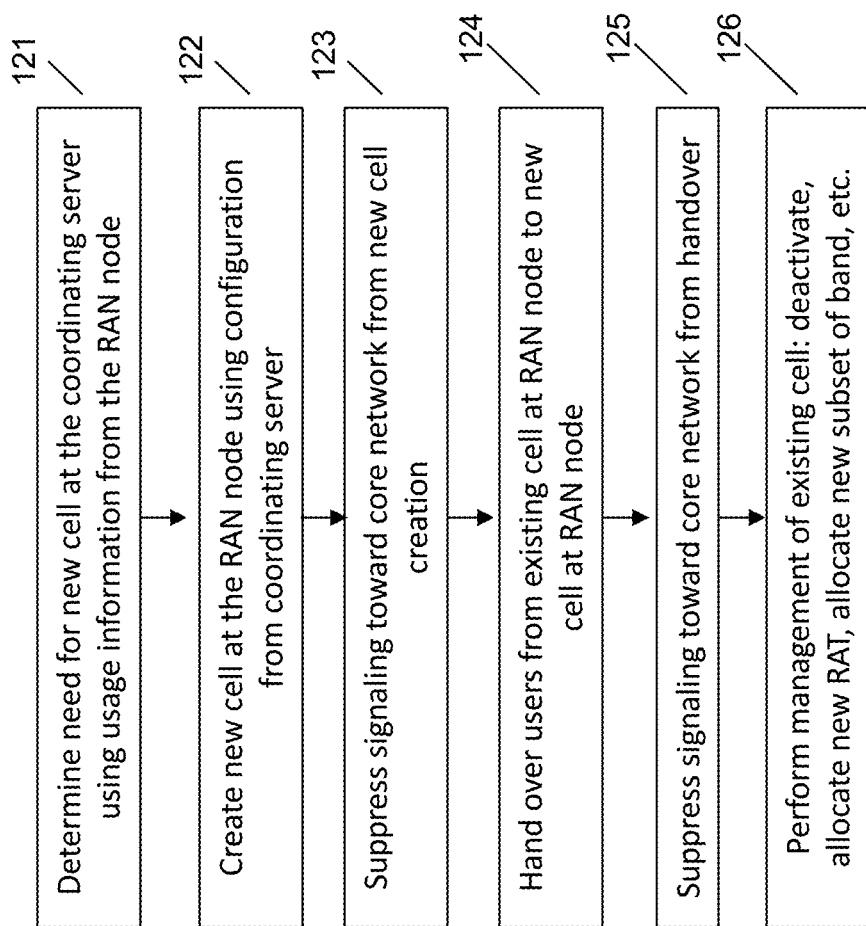 121
Determine need for new cell at the coordinating server
using usage information from the RAN node
122
Create new cell at the RAN node using configuration
from coordinating server
123
Suppress signaling toward core network from new cell
creation
124
Hand over users from existing cell at RAN node to new
cell at RAN node
125
Suppress signaling toward core network from handover
126
Perform management of existing cell: deactivate,
allocate new RAT, allocate new subset of band, etc.